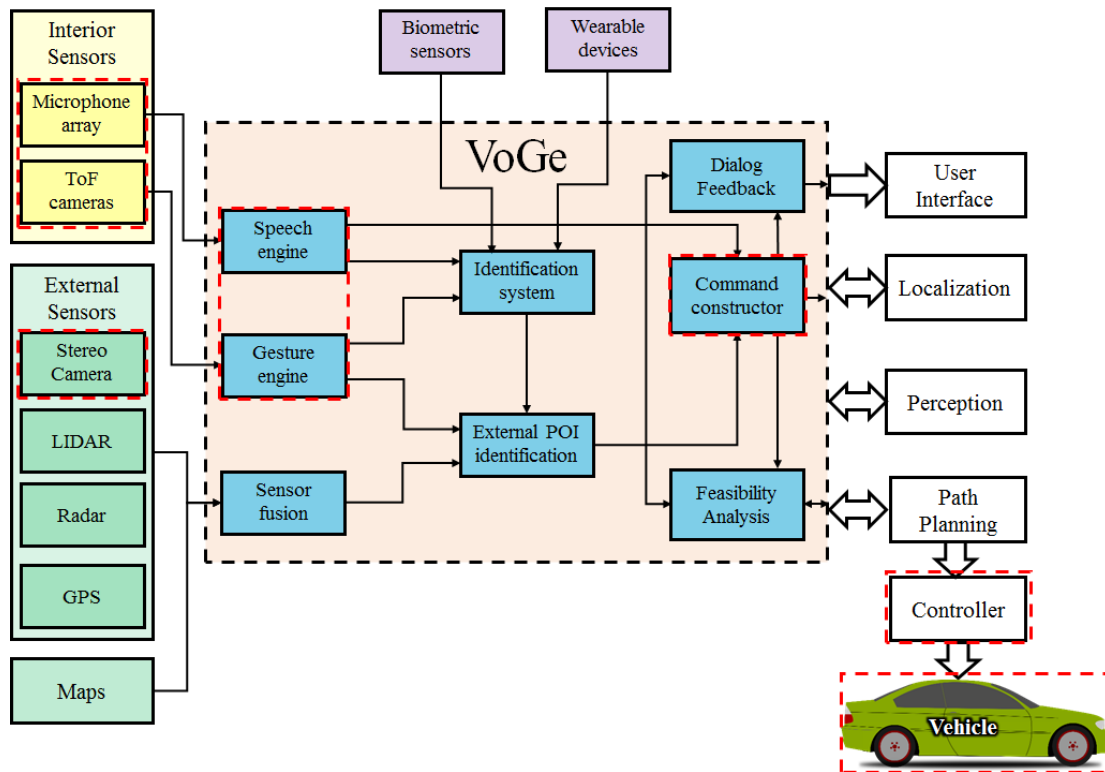 Interior
Sensors
Microphone
array
ToF
cameras
External
Sensors
Stereo
Camera
LIDAR
Radar
GPS
Maps
Biometric
sensors
Wearable
devices
VoGe
Speech
engine
Gesture
engine
Sensor
fusion
Identification
system
External POI
identification
Dialog
Feedback
Command
constructor
Feasibility
Analysis
User
Interface
Localization
Perception
Path
Planning
Controller
Vehicle